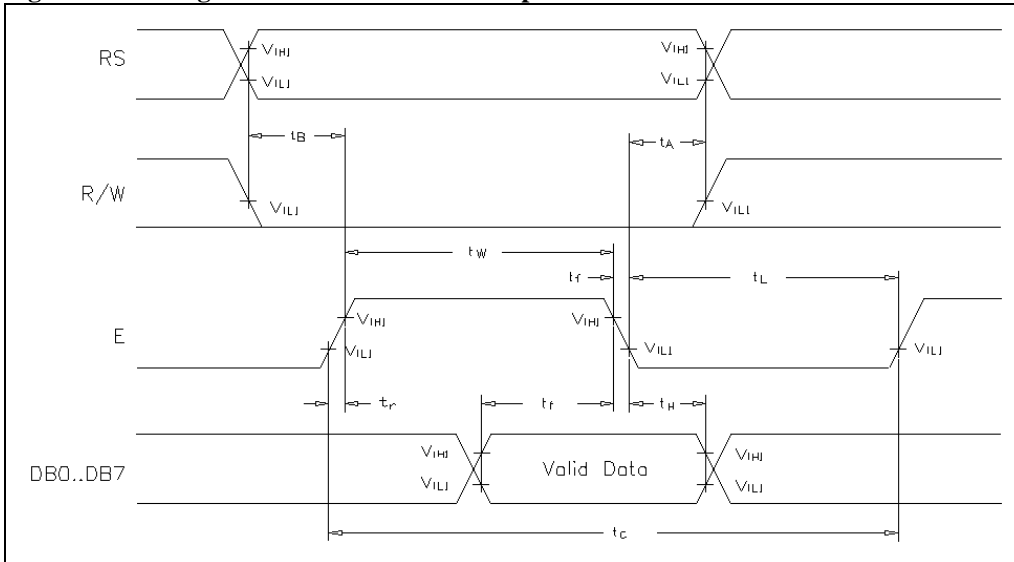 RS
VIHI VIHI
VILI VILI
tB tA
R/W
VILI VILI
tW
tf tL
E
VIHI VIHI
VILI VILI VILI
tr tf tH
DB0..DB7
VIHI Valid Data VIHI
VILI VILI
tC